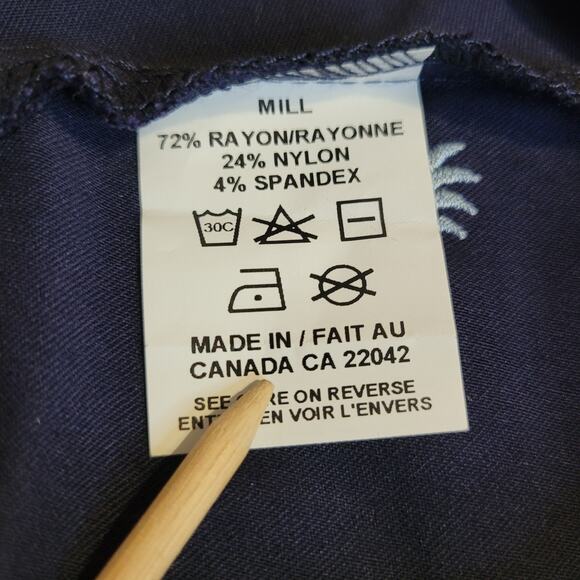 MILL
72% RAYON/RAYONNE
24% NYLON
4% SPANDEX
30C
MADE IN / FAIT AU
CANADA CA 22042
SEE ON REVERSE
EN VOIR L'ENVERS